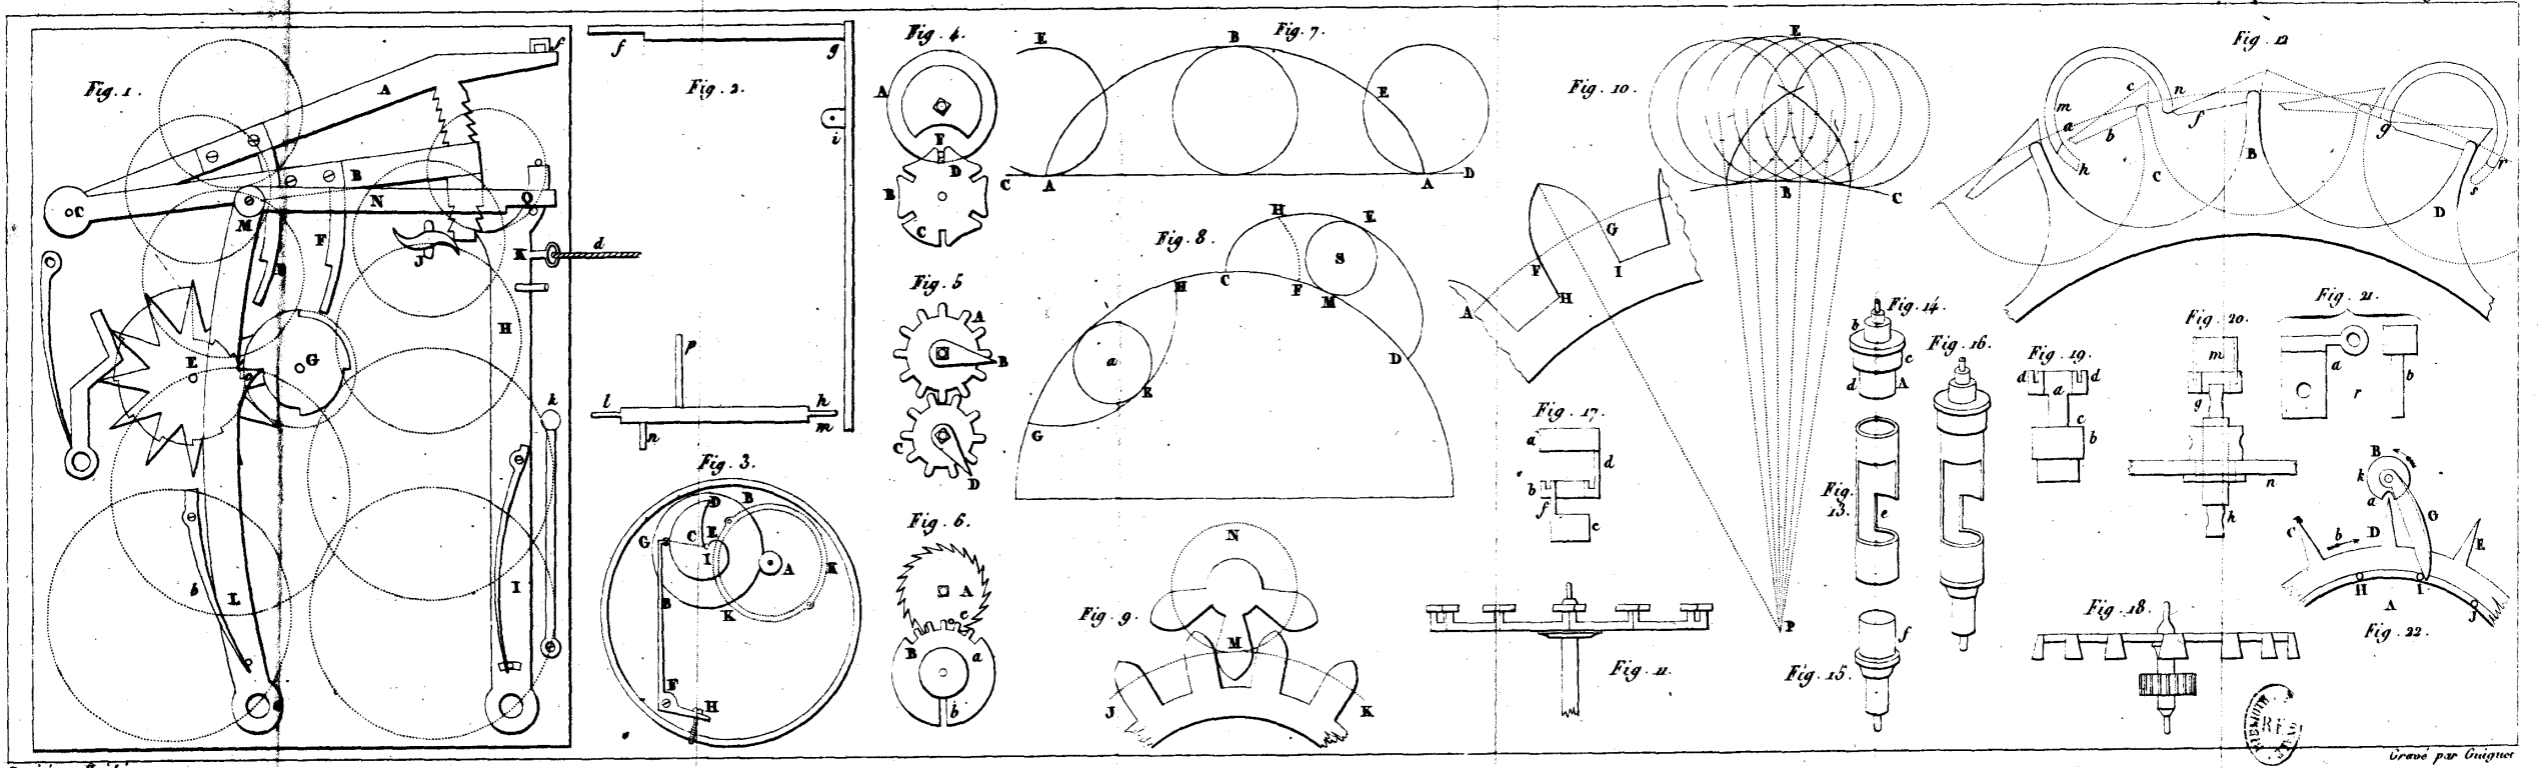 Fig. 1.
f
A
C
B
N
Q
M
F
J
K
d
E
G
H
k
b
L
I
Fig. 2.
f
g
i
p
l
h
m
n
Fig. 3.
D
B
G
C
E
I
A
K
B
K
F
H
Fig. 4.
A
F
D
B
C
Fig. 5
A
B
C
D
Fig. 6
A
c
B
a
b
Fig. 7.
E
B
E
C
A
A
D
Fig. 8.
H
E
S
C
F
M
H
a
D
G
Fig. 9.
N
M
J
K
Fig. 10.
E
B
C
G
F
I
H
A
P
Fig. 11.
Fig. 12
c
n
m
a
b
f
g
h
B
C
r
s
D
Fig. 14.
b
c
d
A
Fig. 13.
e
Fig. 15.
f
Fig. 16.
Fig. 17.
a
d
b
f
Fig. 18.
Fig. 19.
d
d
a
c
b
Fig. 20.
m
g
n
h
Fig. 21.
a
b
r
B
k
a
G
C
b
D
E
H
A
I
J
Fig. 22.
Gravé par Guiguet